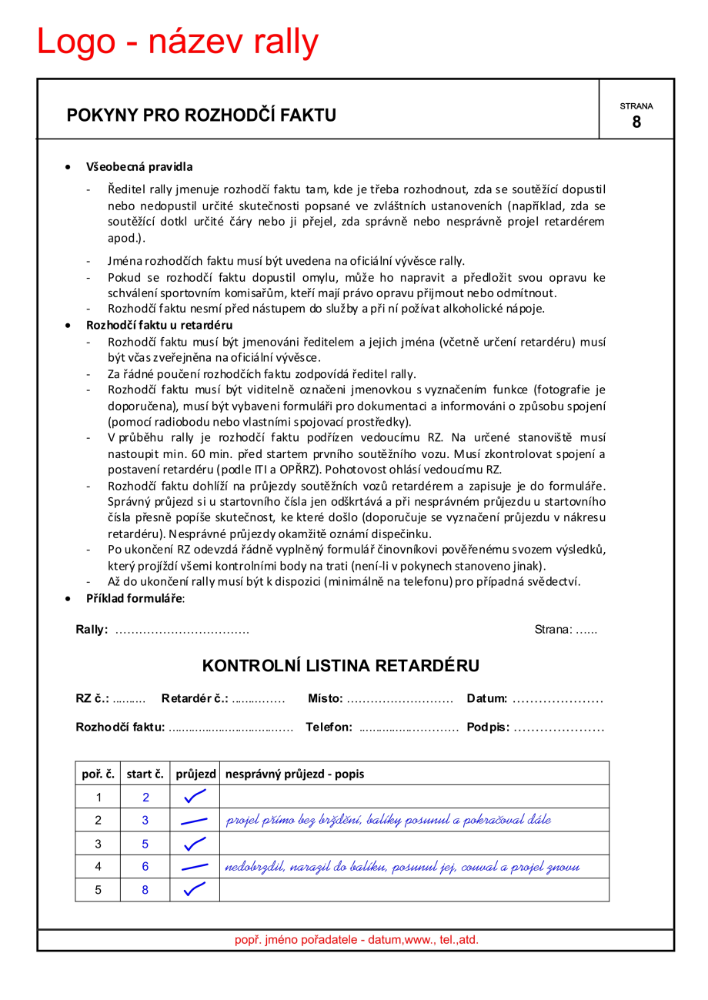 Logo - název rally
POKYNY PRO ROZHODČÍ FAKTU
STRANA
8
• Všeobecná pravidla
- Ředitel rally jmenuje rozhodčí faktu tam, kde je třeba rozhodnout, zda se soutěžící dopustil
nebo nedopustil určité skutečnosti popsané ve zvláštních ustanoveních (například, zda se
soutěžící dotkl určité čáry nebo ji přejel, zda správně nebo nesprávně projel retardérem
apod.).
- Jména rozhodčích faktu musí být uvedena na oficiální vývěsce rally.
- Pokud se rozhodčí faktu dopustil omylu, může ho napravit a předložit svou opravu ke
schválení sportovním komisařům, kteří mají právo opravu přijmout nebo odmítnout.
- Rozhodčí faktu nesmí před nástupem do služby a při ní požívat alkoholické nápoje.
• Rozhodčí faktu u retardéru
- Rozhodčí faktu musí být jmenováni ředitelem a jejich jména (včetně určení retardéru) musí
být včas zveřejněna na oficiální vývěsce.
- Za řádné poučení rozhodčích faktu zodpovídá ředitel rally.
- Rozhodčí faktu musí být viditelně označeni jmenovkou s vyznačením funkce (fotografie je
doporučena), musí být vybaveni formuláři pro dokumentaci a informováni o způsobu spojení
(pomocí radiobodu nebo vlastními spojovací prostředky).
- V průběhu rally je rozhodčí faktu podřízen vedoucímu RZ. Na určené stanoviště musí
nastoupit min. 60 min. před startem prvního soutěžního vozu. Musí zkontrolovat spojení a
postavení retardéru (podle ITI a OPŘRZ). Pohotovost ohlásí vedoucímu RZ.
- Rozhodčí faktu dohlíží na průjezdy soutěžních vozů retardérem a zapisuje je do formuláře.
Správný průjezd si u startovního čísla jen odškrtává a při nesprávném průjezdu u startovního
čísla přesně popíše skutečnost, ke které došlo (doporučuje se vyznačení průjezdu v nákresu
retardéru). Nesprávné průjezdy okamžitě oznámí dispečinku.
- Po ukončení RZ odevzdá řádně vyplněný formulář činovníkovi pověřenému svozem výsledků,
který projíždí všemi kontrolními body na trati (není-li v pokynech stanoveno jinak).
- Až do ukončení rally musí být k dispozici (minimálně na telefonu) pro případná svědectví.
• Příklad formuláře:
Rally: ……………………………. Strana: ……
KONTROLNÍ LISTINA RETARDÉRU
RZ č.: .......... Retardér č.: ................ Místo: ……………………… Datum: …………………
Rozhodčí faktu: ..................................... Telefon: .............................. Podpis: …………………
poř. č. start č. průjezd nesprávný průjezd - popis
1 2 ✓
2 3 — projel přímo bez brždění, balíky posunul a pokračoval dále
3 5 ✓
4 6 — nedobrzdil, narazil do balíku, posunul jej, couval a projel znovu
5 8 ✓
popř. jméno pořadatele - datum,www., tel.,atd.